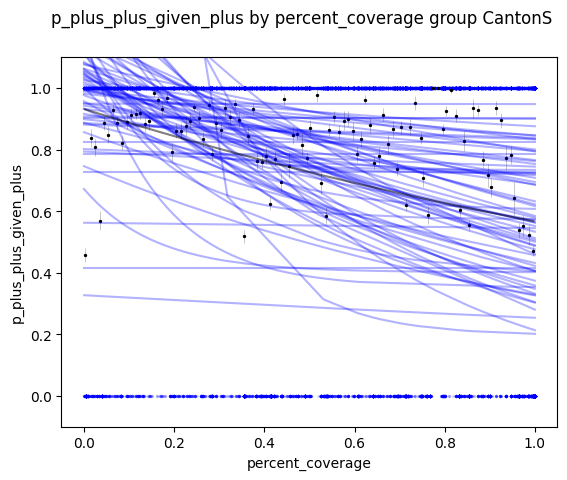 p_plus_plus_given_plus by percent_coverage group CantonS
1.0
0.8
0.6
0.4
0.2
0.0
p_plus_plus_given_plus
0.0 0.2 0.4 0.6 0.8 1.0
percent_coverage